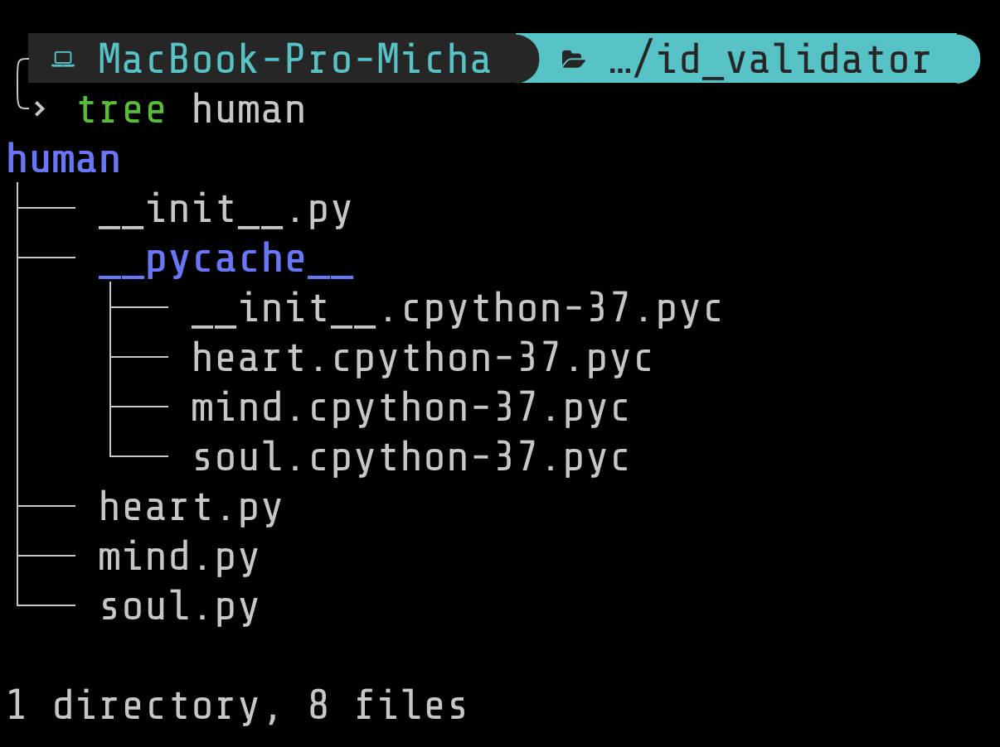 MacBook-Pro-Micha …/id_validator
tree human
human
__init__.py
__pycache__
__init__.cpython-37.pyc
heart.cpython-37.pyc
mind.cpython-37.pyc
soul.cpython-37.pyc
heart.py
mind.py
soul.py
1 directory, 8 files